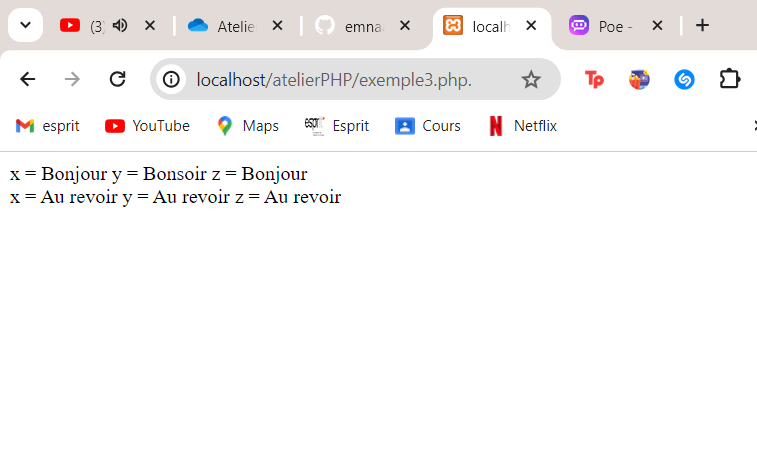 (3) Atelie emna localh Poe -
localhost/atelierPHP/exemple3.php.
esprit YouTube Maps Esprit Cours Netflix
x = Bonjour y = Bonsoir z = Bonjour
x = Au revoir y = Au revoir z = Au revoir